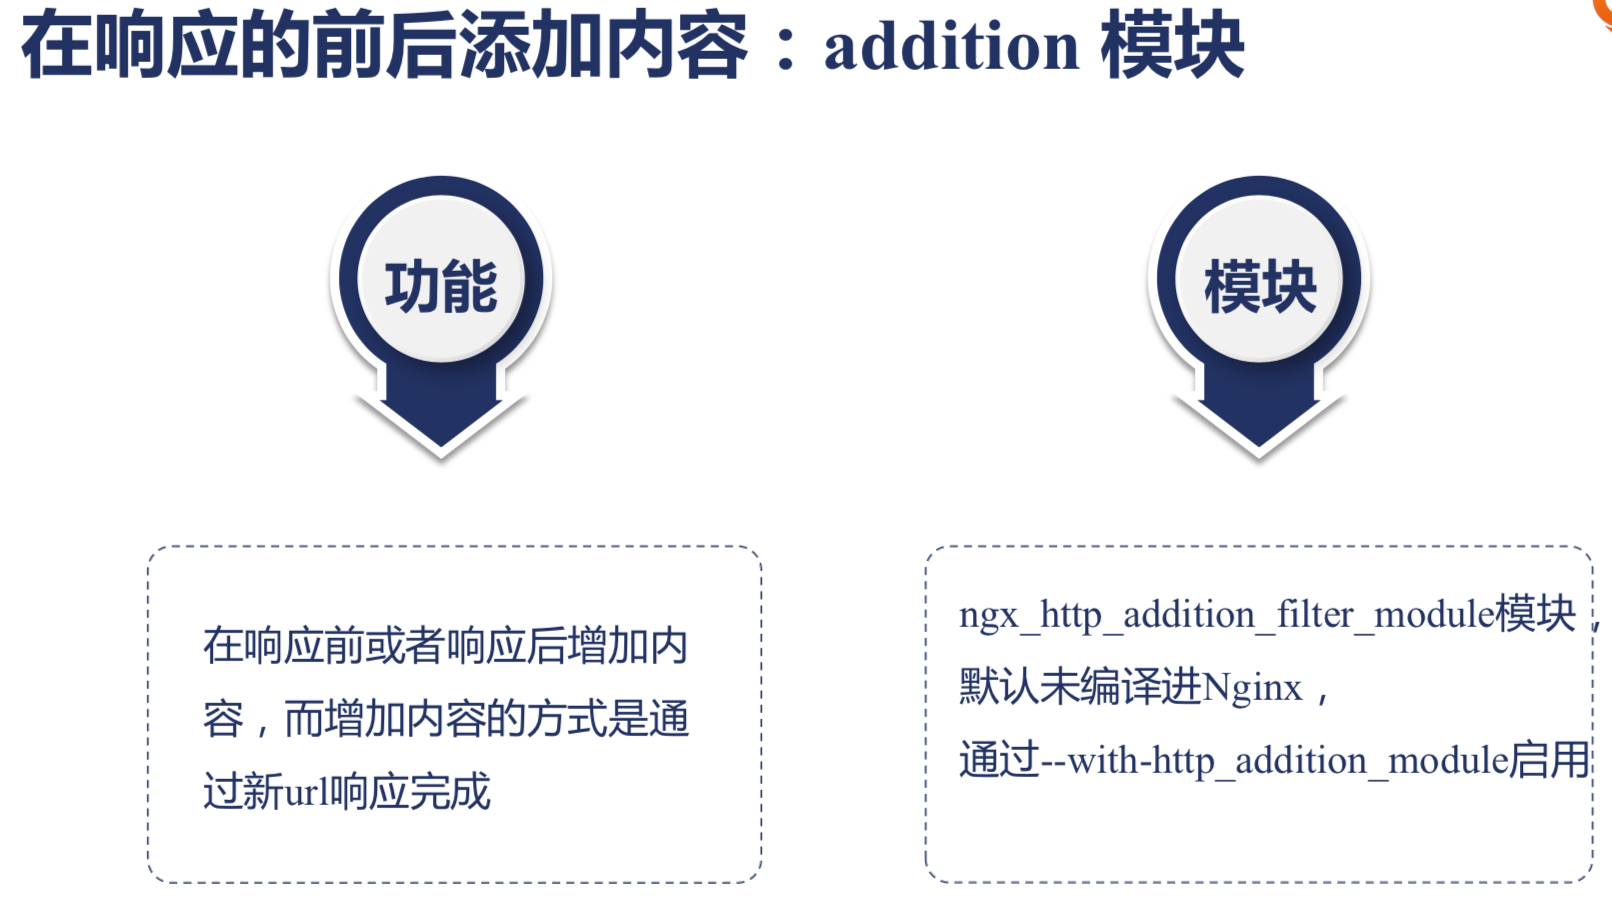 在响应的前后添加内容：addition 模块
功能
模块
在响应前或者响应后增加内
容，而增加内容的方式是通
过新url响应完成
ngx_http_addition_filter_module模块，
默认未编译进Nginx，
通过--with-http_addition_module启用